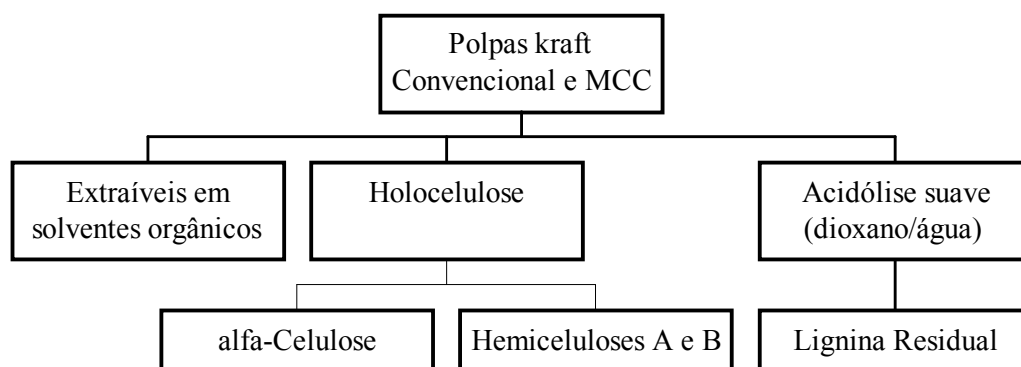 Polpas kraft
Convencional e MCC
Extraíveis em
solventes orgânicos
Holocelulose
Acidólise suave
(dioxano/água)
alfa-Celulose
Hemiceluloses A e B
Lignina Residual